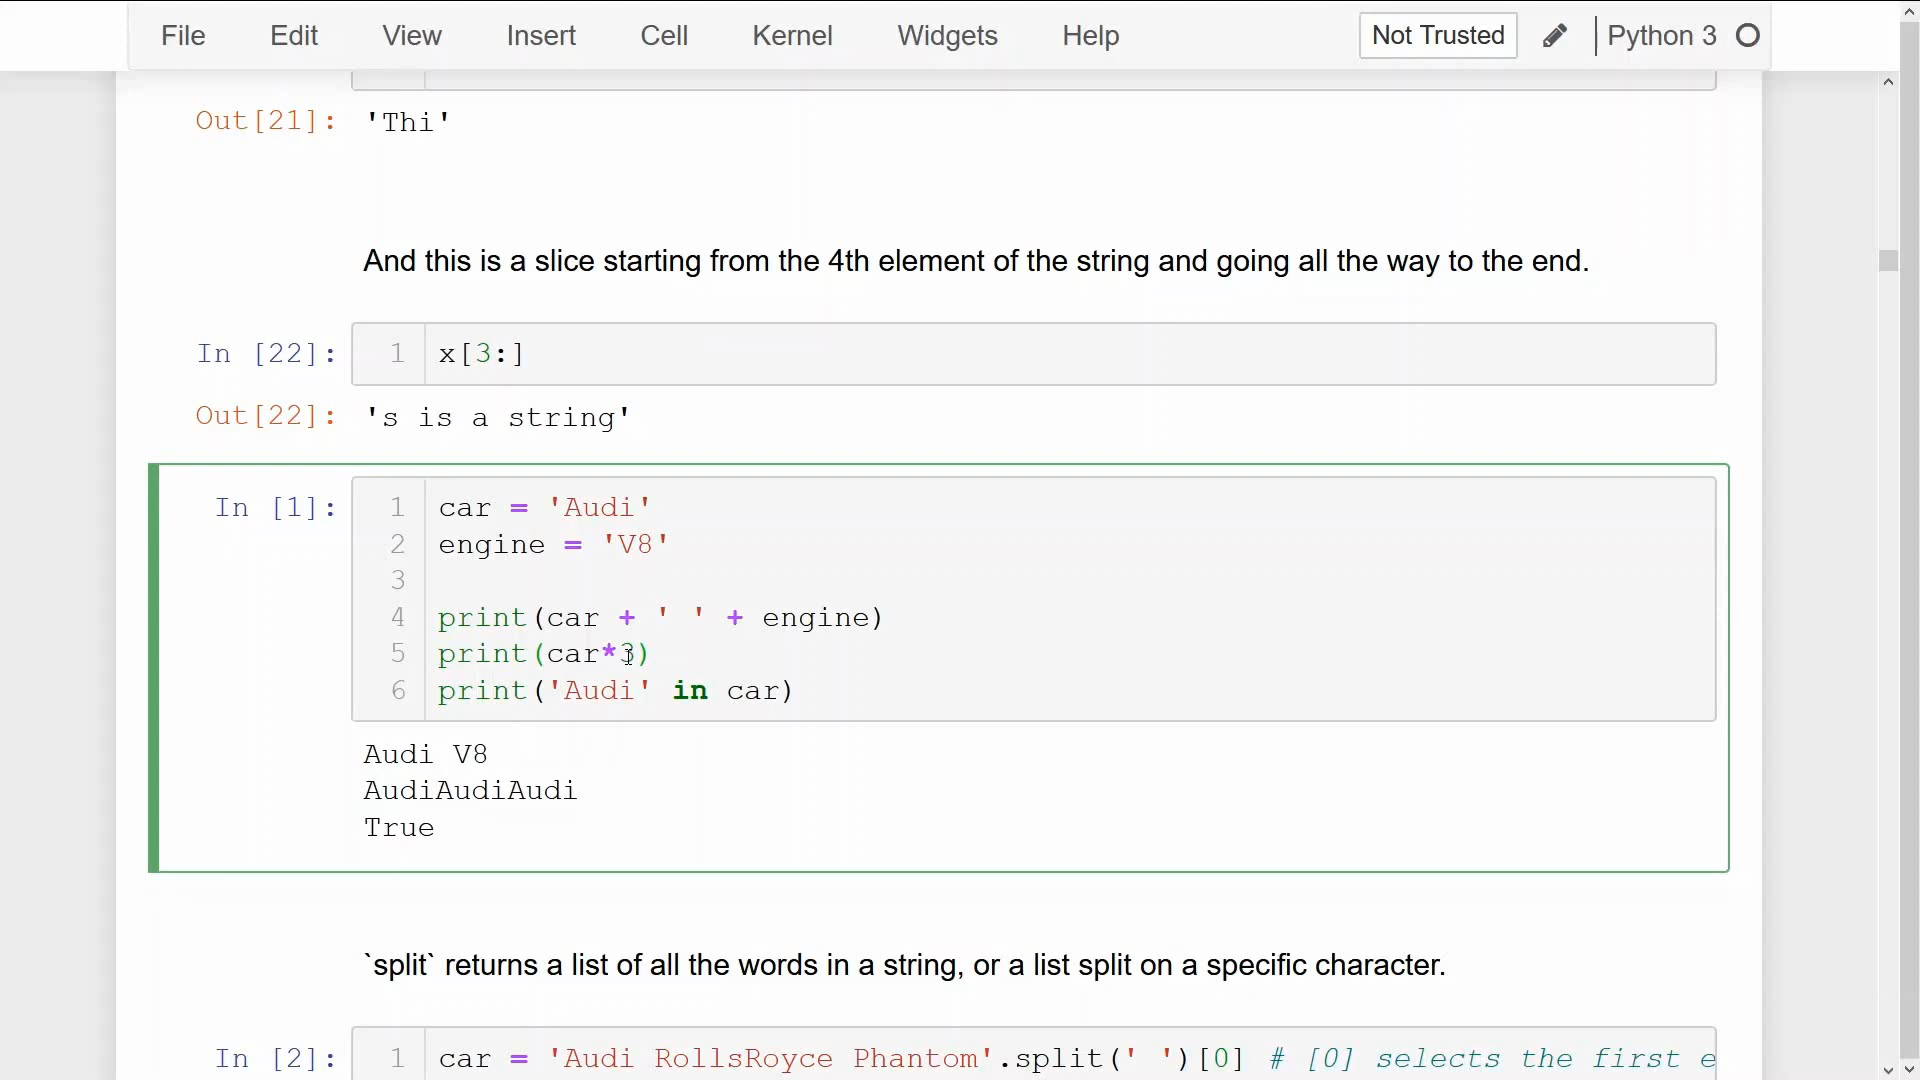 File Edit View Insert Cell Kernel Widgets Help Not Trusted Python 3
Out[21]: 'Thi'
And this is a slice starting from the 4th element of the string and going all the way to the end.
In [22]: 1 x[3:]
Out[22]: 's is a string'
In [1]: 1 car = 'Audi'
2 engine = 'V8'
3
4 print(car + ' ' + engine)
5 print(car*3)
6 print('Audi' in car)
Audi V8
AudiAudiAudi
True
`split` returns a list of all the words in a string, or a list split on a specific character.
In [2]: 1 car = 'Audi RollsRoyce Phantom'.split(' ')[0] # [0] selects the first e